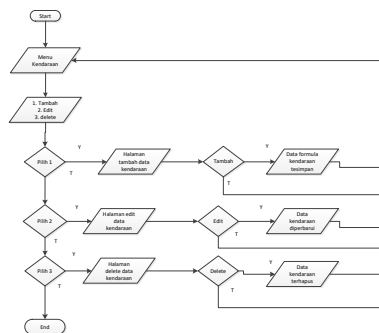 Start
Menu
Kendaraan
1. Tambah
2. Edit
3. delete
Pilih 1
Y
T
Halaman
tambah data
kendaraan
Tambah
Y
T
Data formula
kendaraan
tesimpan
Pilih 2
Y
T
Halaman edit
data
kendaraan
Edit
Y
T
Data
kendaraan
diperbarui
Pilih 3
Y
T
Halaman
delete data
kendaraan
Delete
Y
T
Data
kendaraan
terhapus
End